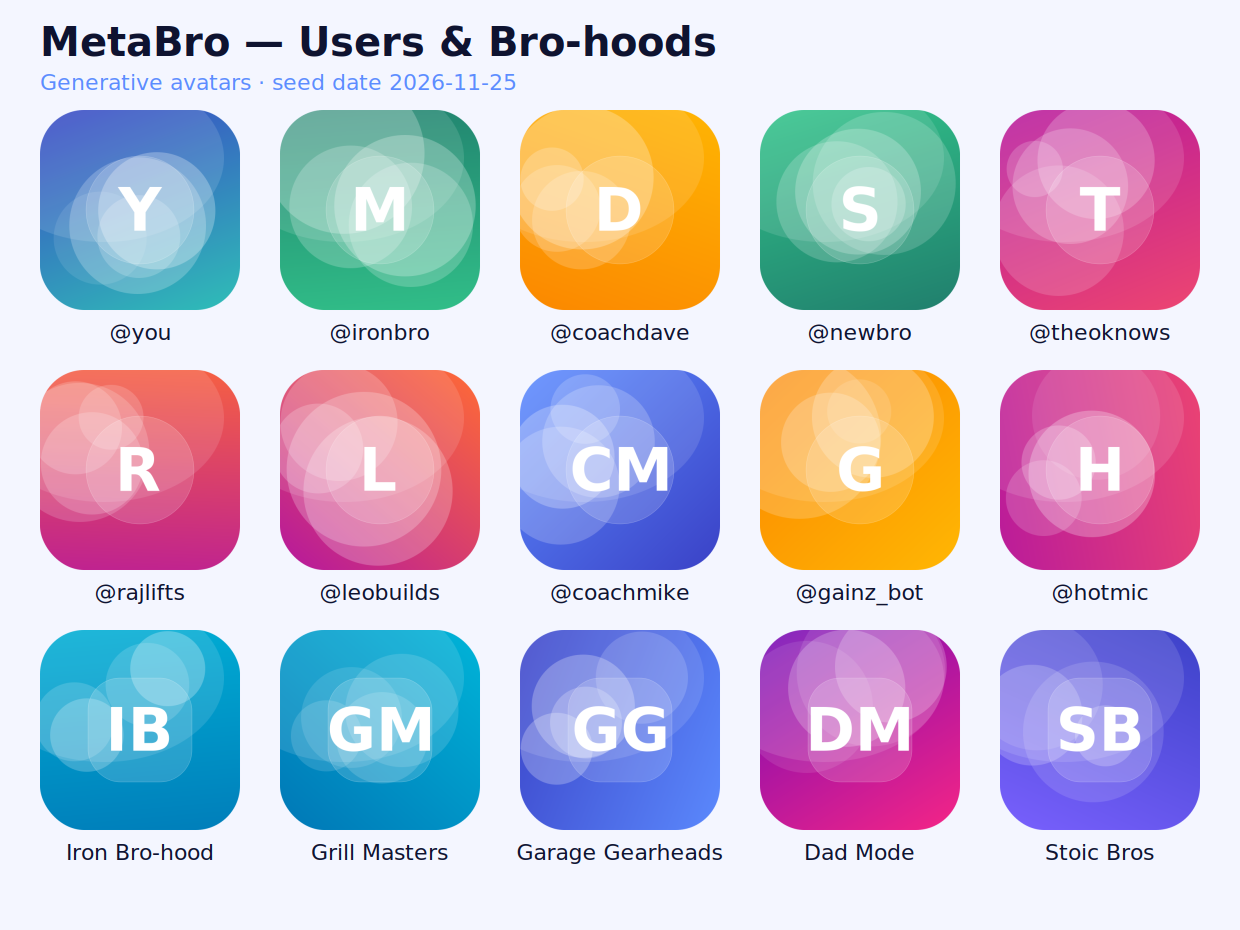 MetaBro — Users & Bro-hoods
Generative avatars · seed date 2026-11-25
Y M D S T
@you @ironbro @coachdave @newbro @theoknows
R L CM G H
@rajlifts @leobuilds @coachmike @gainz_bot @hotmic
IB GM GG DM SB
Iron Bro-hood Grill Masters Garage Gearheads Dad Mode Stoic Bros